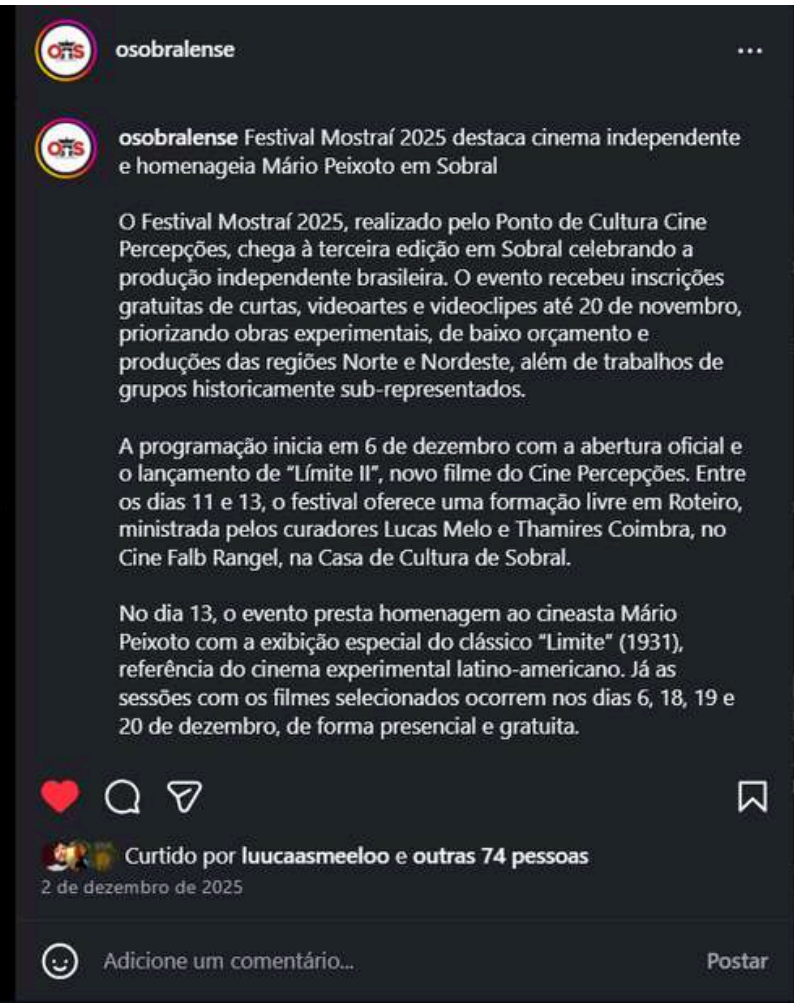 OS
osobralense
...
OS
osobralense Festival Mostraí 2025 destaca cinema independente
e homenageia Mário Peixoto em Sobral
O Festival Mostraí 2025, realizado pelo Ponto de Cultura Cine
Percepções, chega à terceira edição em Sobral celebrando a
produção independente brasileira. O evento recebeu inscrições
gratuitas de curtas, videoartes e videoclipes até 20 de novembro,
priorizando obras experimentais, de baixo orçamento e
produções das regiões Norte e Nordeste, além de trabalhos de
grupos historicamente sub-representados.
A programação inicia em 6 de dezembro com a abertura oficial e
o lançamento de “Límite II”, novo filme do Cine Percepções. Entre
os dias 11 e 13, o festival oferece uma formação livre em Roteiro,
ministrada pelos curadores Lucas Melo e Thamires Coimbra, no
Cine Falb Rangel, na Casa de Cultura de Sobral.
No dia 13, o evento presta homenagem ao cineasta Mário
Peixoto com a exibição especial do clássico “Limite” (1931),
referência do cinema experimental latino-americano. Já as
sessões com os filmes selecionados ocorrem nos dias 6, 18, 19 e
20 de dezembro, de forma presencial e gratuita.
Curtido por luucaasmeeloo e outras 74 pessoas
2 de dezembro de 2025
Adicione um comentário...
Postar